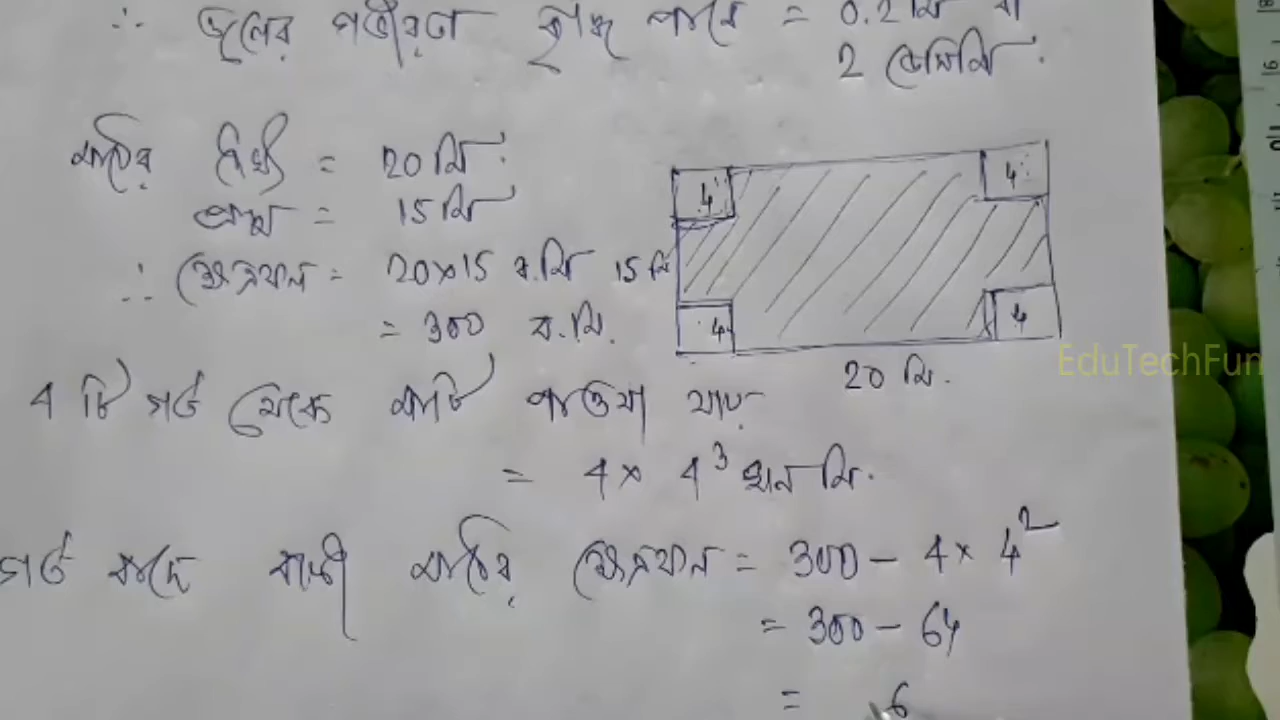 ∴ জলের গভীরতা বৃদ্ধি পাবে = 0.2 মি বা
2 ডেসিমি.
মাঠের দৈর্ঘ্য = 20 মি.
প্রস্থ = 15 মি
∴ ক্ষেত্রফল = 20×15 ব.মি
= 300 ব.মি.
4 4
15 মি
4 4
20 মি.
EduTechFun
4 টি গর্ত থেকে মাটি পাওয়া যায়
= 4 × 4³ ঘন মি.
গর্ত বাদে বাকী মাঠের ক্ষেত্রফল = 300 – 4 × 4²
= 300 – 64
= 6